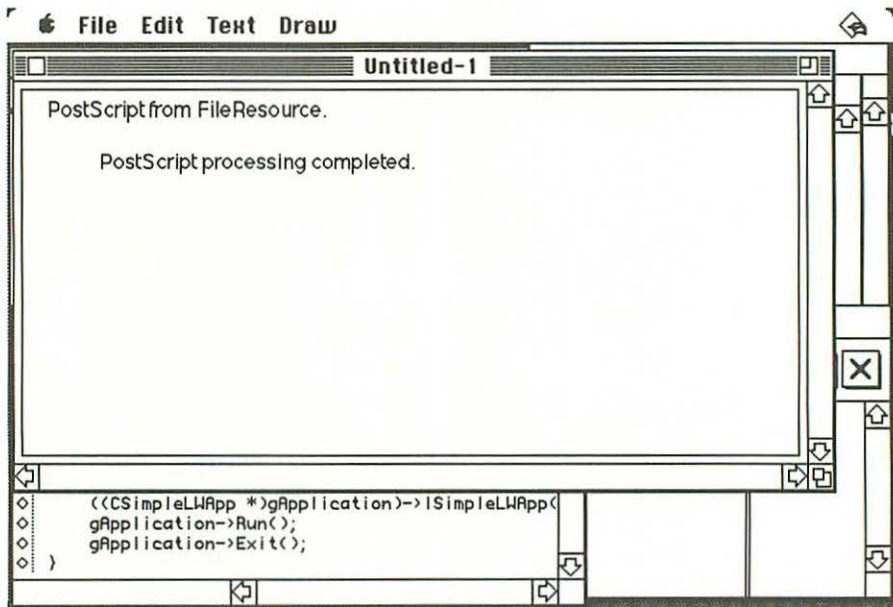 File Edit Text Draw
Untitled-1
PostScript from FileResource.
PostScript processing completed.
((CSimpleLWApp *)gApplication)->ISimpleLWApp(
gApplication->Run();
gApplication->Exit();
}